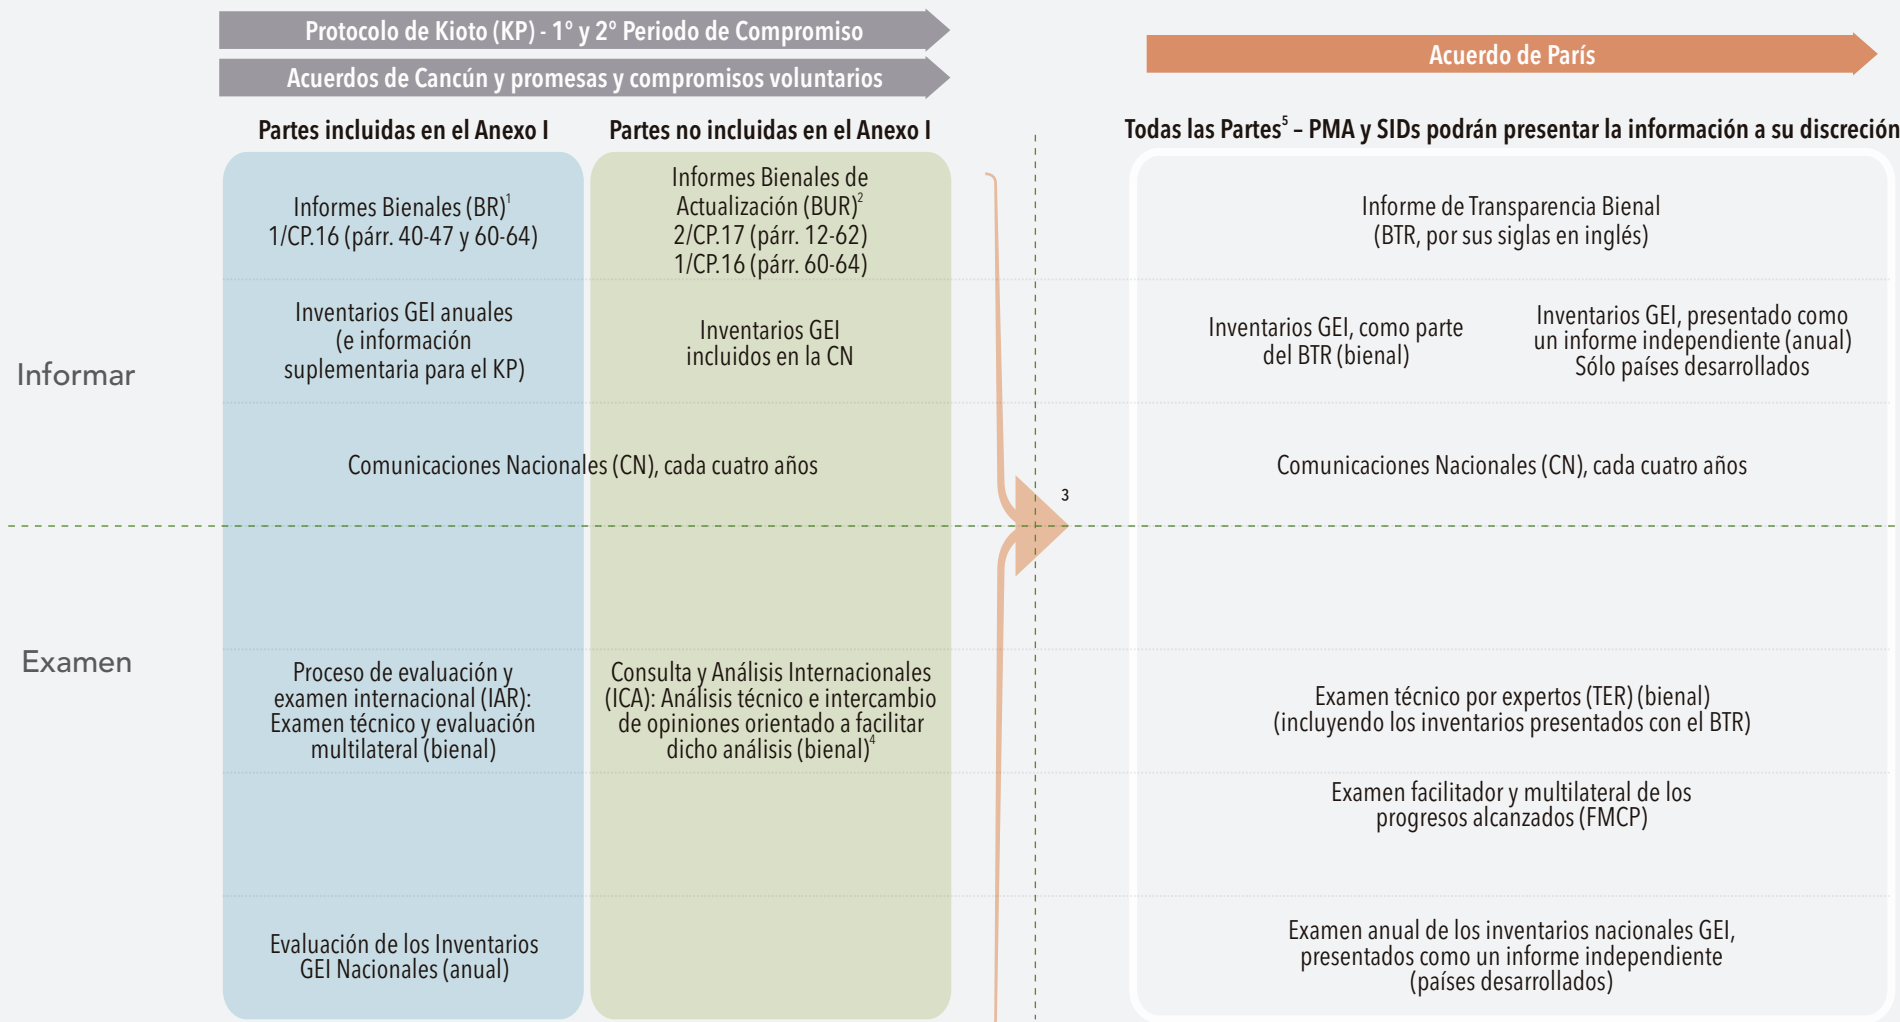 Protocolo de Kioto (KP) - 1º y 2º Periodo de Compromiso
Acuerdos de Cancún y promesas y compromisos voluntarios
Acuerdo de París
Partes incluidas en el Anexo I
Partes no incluidas en el Anexo I
Todas las Partes⁵ – PMA y SIDs podrán presentar la información a su discreción
Informar
Informes Bienales (BR)¹
1/CP.16 (párr. 40-47 y 60-64)
Informes Bienales de
Actualización (BUR)²
2/CP.17 (párr. 12-62)
1/CP.16 (párr. 60-64)
Informe de Transparencia Bienal
(BTR, por sus siglas en inglés)
Inventarios GEI anuales
(e información
suplementaria para el KP)
Inventarios GEI
incluidos en la CN
Inventarios GEI, como parte
del BTR (bienal)
Inventarios GEI, presentado como
un informe independiente (anual)
Sólo países desarrollados
Comunicaciones Nacionales (CN), cada cuatro años
Comunicaciones Nacionales (CN), cada cuatro años
3
Examen
Proceso de evaluación y
examen internacional (IAR):
Examen técnico y evaluación
multilateral (bienal)
Consulta y Análisis Internacionales
(ICA): Análisis técnico e intercambio
de opiniones orientado a facilitar
dicho análisis (bienal)⁴
Examen técnico por expertos (TER) (bienal)
(incluyendo los inventarios presentados con el BTR)
Examen facilitador y multilateral de los
progresos alcanzados (FMCP)
Evaluación de los Inventarios
GEI Nacionales (anual)
Examen anual de los inventarios nacionales GEI,
presentados como un informe independiente
(países desarrollados)